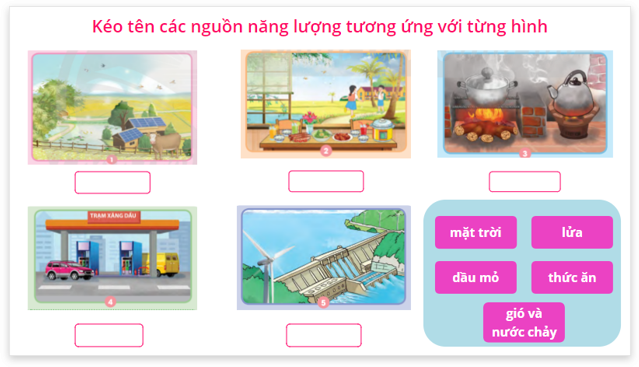 Kéo tên các nguồn năng lượng tương ứng với từng hình
1
2
3
TRẠM XĂNG DẦU
4
5
mặt trời
lửa
dầu mỏ
thức ăn
gió và
nước chảy